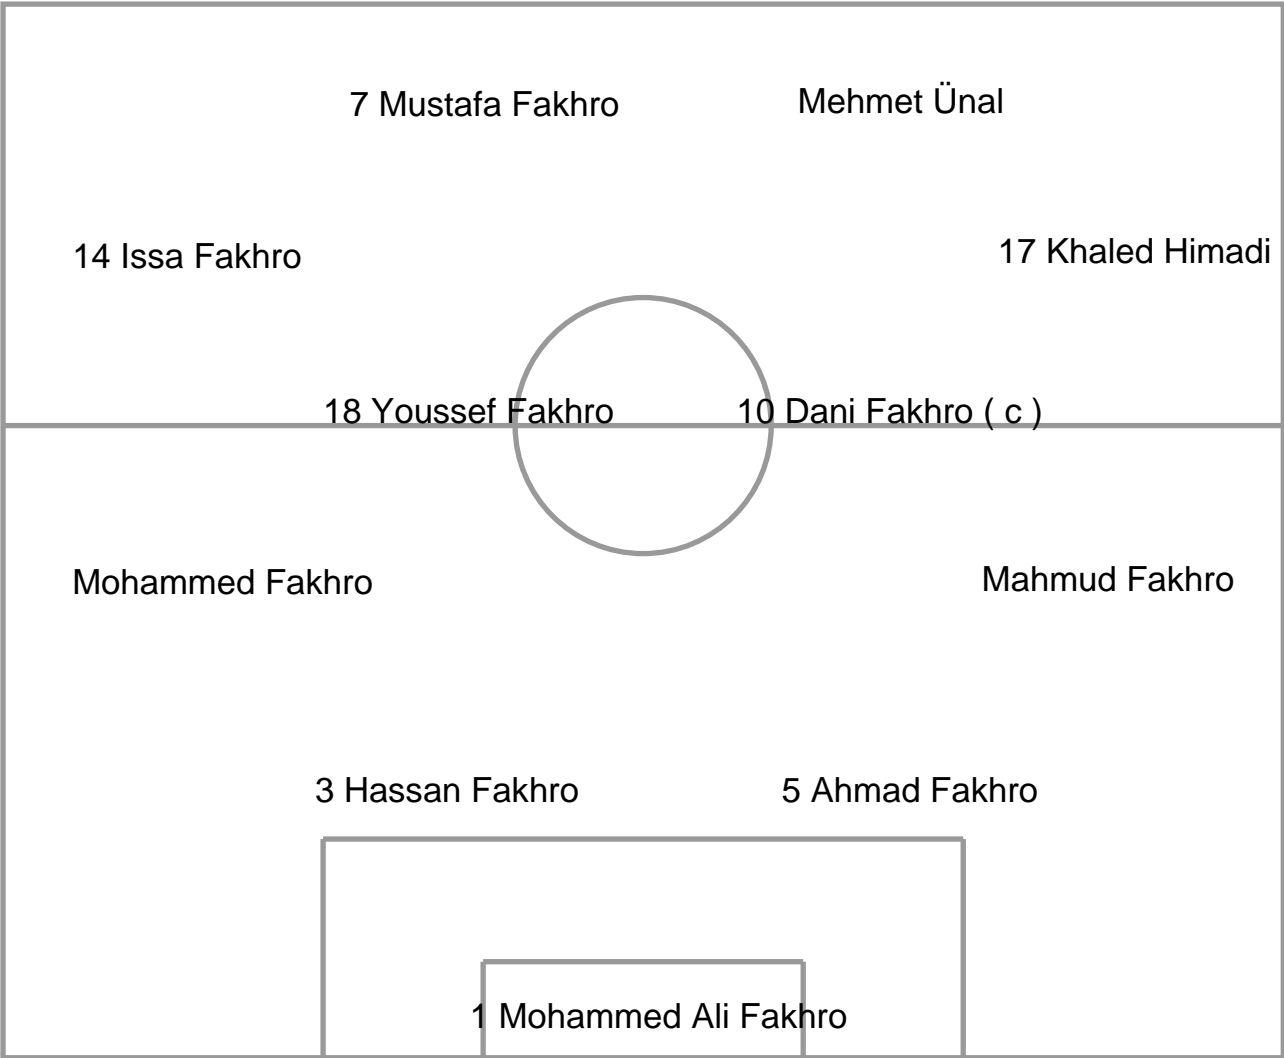 7 Mustafa Fakhro
Mehmet Ünal
14 Issa Fakhro
17 Khaled Himadi
18 Youssef Fakhro
10 Dani Fakhro ( c )
Mohammed Fakhro
Mahmud Fakhro
3 Hassan Fakhro
5 Ahmad Fakhro
1 Mohammed Ali Fakhro